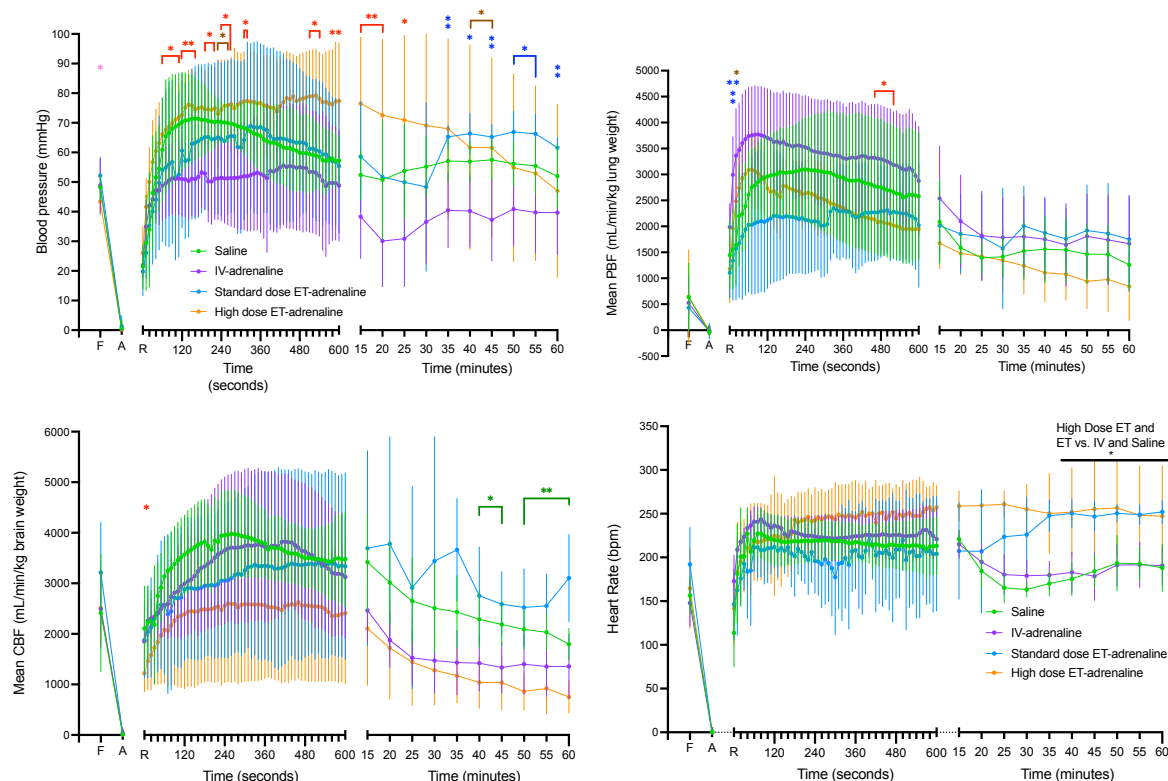 Blood pressure (mmHg)
100
90
80
70
60
50
40
30
20
10
0
*
*
*
*
**
*
*
*
*
**
**
*
**
*
*
**
*
**
Saline
IV-adrenaline
Standard dose ET-adrenaline
High dose ET-adrenaline
F A R 120 240 360 480 600 15 20 25 30 35 40 45 50 55 60
Time
(seconds)
Time (minutes)
Mean PBF (mL/min/kg lung weight)
5000
4500
4000
3500
3000
2500
2000
1500
1000
500
0
-500
*
**
**
*
F A R 120 240 360 480 600 15 20 25 30 35 40 45 50 55 60
Time (seconds)
Time (minutes)
Mean CBF (mL/min/kg brain weight)
6000
5000
4000
3000
2000
1000
0
*
*
**
F A R 120 240 360 480 600 15 20 25 30 35 40 45 50 55 60
Time (seconds)
Time (minutes)
Heart Rate (bpm)
350
300
250
200
150
100
50
0
High Dose ET and
ET vs. IV and Saline
*
Saline
IV-adrenaline
Standard dose ET-adrenaline
High dose ET-adrenaline
F A R 120 240 360 480 600 15 20 25 30 35 40 45 50 55 60
Time (seconds)
Time (minutes)